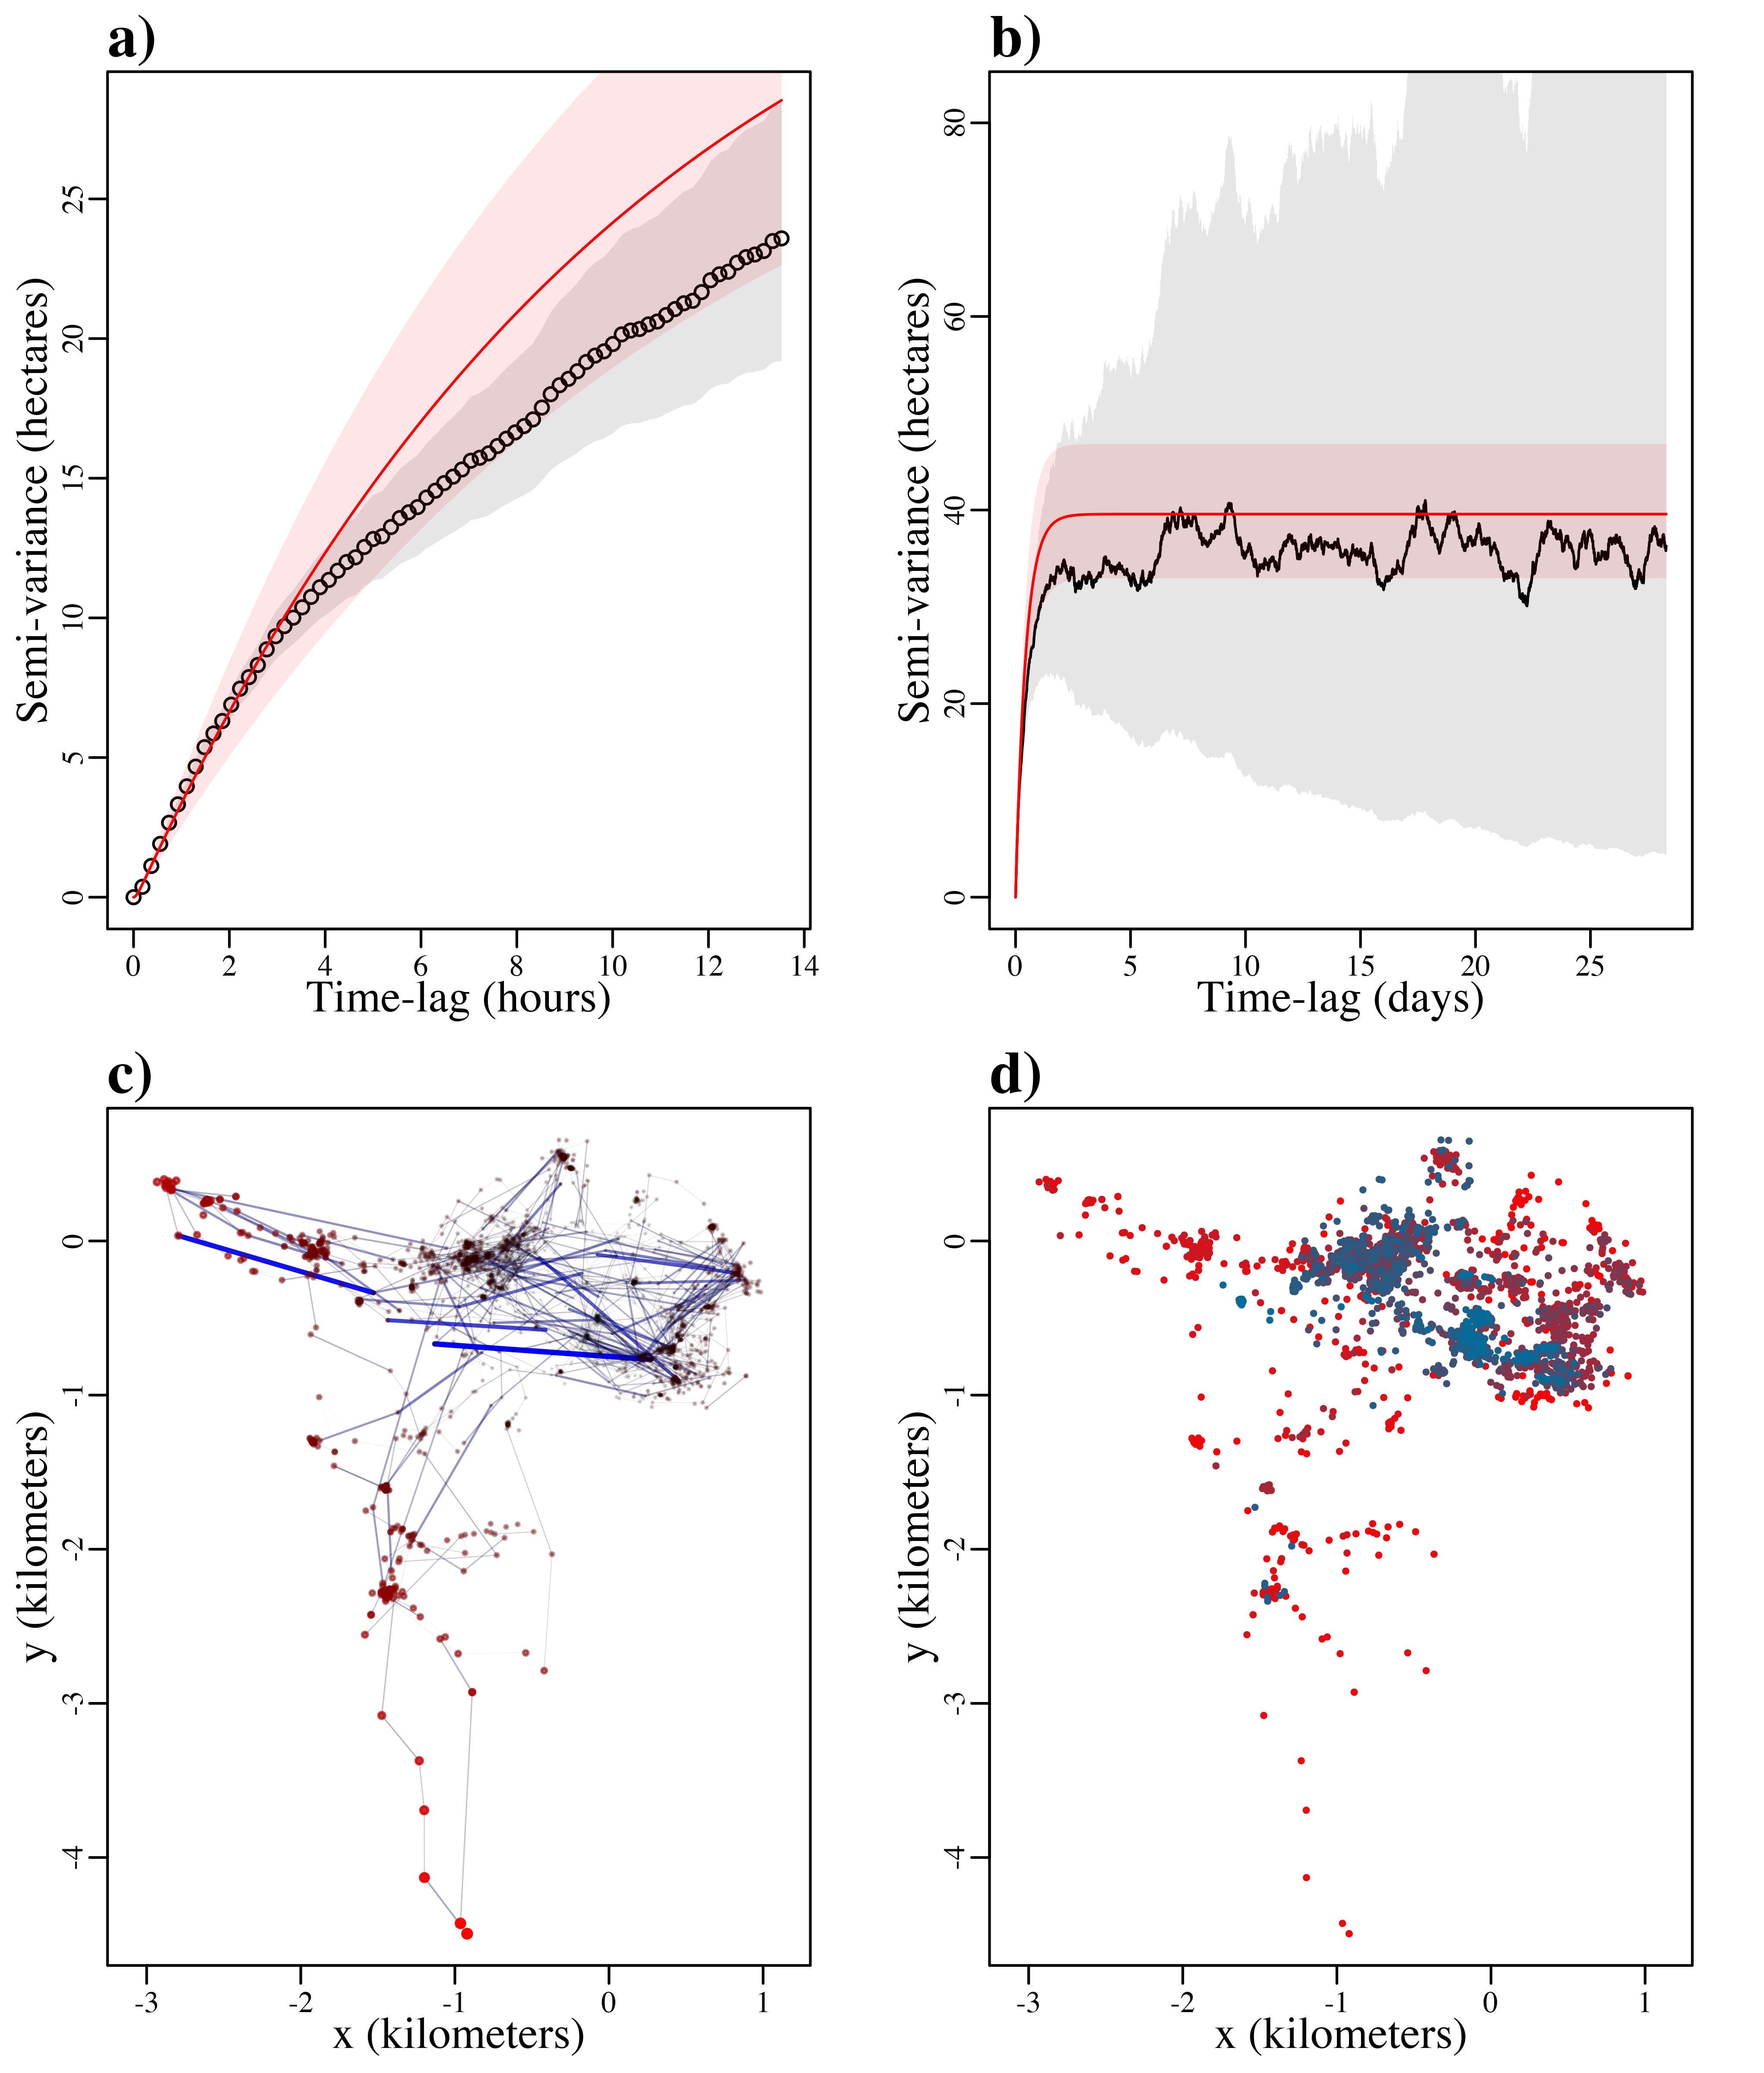 a)
Semi-variance (hectares)
0 5 10 15 20 25
0 2 4 6 8 10 12 14
Time-lag (hours)
b)
Semi-variance (hectares)
0 20 40 60 80
0 5 10 15 20 25
Time-lag (days)
c)
y (kilometers)
-4 -3 -2 -1 0
-3 -2 -1 0 1
x (kilometers)
d)
y (kilometers)
-4 -3 -2 -1 0
-3 -2 -1 0 1
x (kilometers)